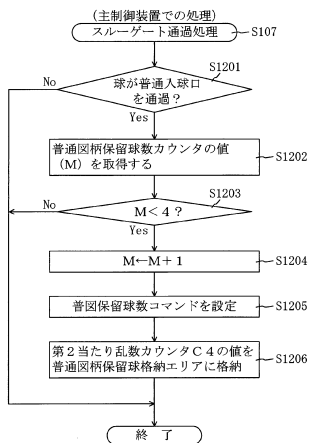 (主制御装置での処理)
スルーゲート通過処理
S107
S1201
球が普通入球口
を通過?
No
Yes
普通図柄保留球数カウンタの値
(M)を取得する
S1202
S1203
M<4?
No
Yes
M←M+1
S1204
普図保留球数コマンドを設定
S1205
第2当たり乱数カウンタC4の値を
普通図柄保留球格納エリアに格納
S1206
終 了